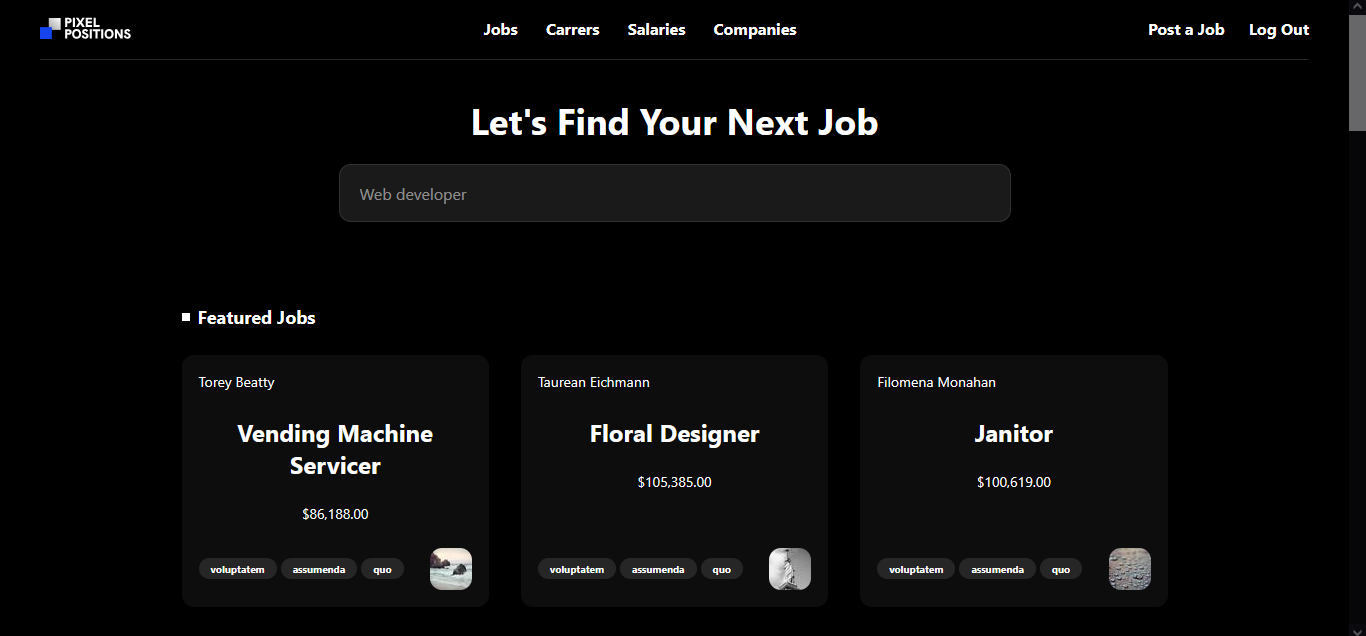 PIXEL
POSITIONS
Jobs Carrers Salaries Companies
Post a Job Log Out
Let's Find Your Next Job
Web developer
Featured Jobs
Torey Beatty
Vending Machine
Servicer
$86,188.00
voluptatem assumenda quo
Taurean Eichmann
Floral Designer
$105,385.00
voluptatem assumenda quo
Filomena Monahan
Janitor
$100,619.00
voluptatem assumenda quo